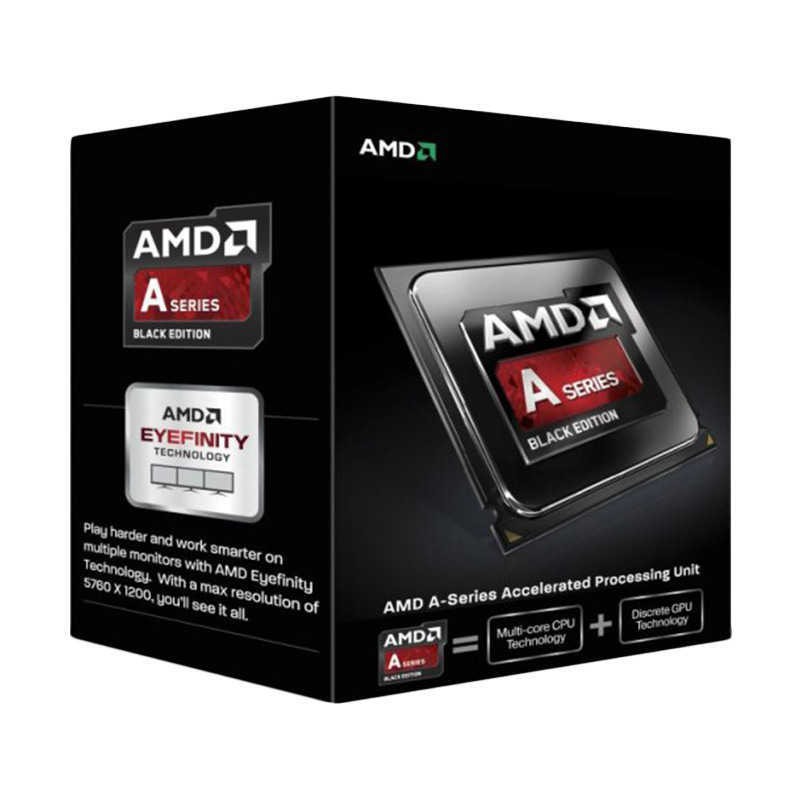 AMD
AMD
A SERIES
BLACK EDITION
AMD
EYEFINITY
TECHNOLOGY
Play harder and work smarter on
multiple monitors with AMD Eyefinity
Technology. With a max resolution of
5760 X 1200, you'll see it all.
AMD
A SERIES
BLACK EDITION
AMD A-Series Accelerated Processing Unit
AMD
A SERIES
BLACK EDITION
=
Multi-core CPU
Technology
+
Discrete GPU
Technology